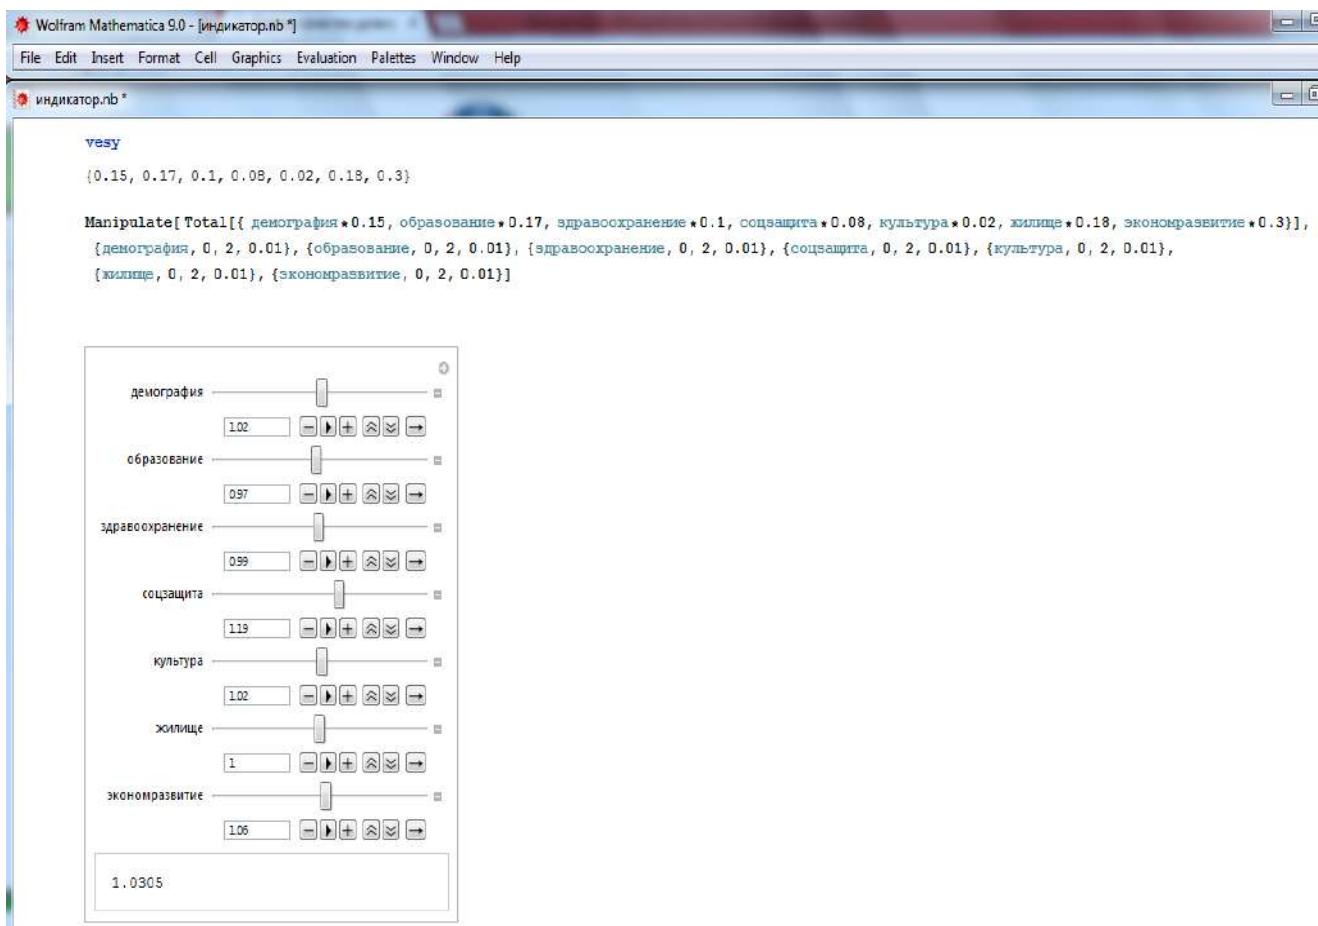 Wolfram Mathematica 9.0 - [индикатор.nb *]
File Edit Insert Format Cell Graphics Evaluation Palettes Window Help
индикатор.nb *
vesy
{0.15, 0.17, 0.1, 0.08, 0.02, 0.18, 0.3}
Manipulate[Total[{ демография*0.15, образование*0.17, здравоохранение*0.1, соцзащита*0.08, культура*0.02, жилище*0.18, экономразвитие*0.3}],
{демография, 0, 2, 0.01}, {образование, 0, 2, 0.01}, {здравоохранение, 0, 2, 0.01}, {соцзащита, 0, 2, 0.01}, {культура, 0, 2, 0.01},
{жилище, 0, 2, 0.01}, {экономразвитие, 0, 2, 0.01}]
демография
1.02
образование
0.97
здравоохранение
0.99
соцзащита
1.19
культура
1.02
жилище
1
экономразвитие
1.06
1.0305